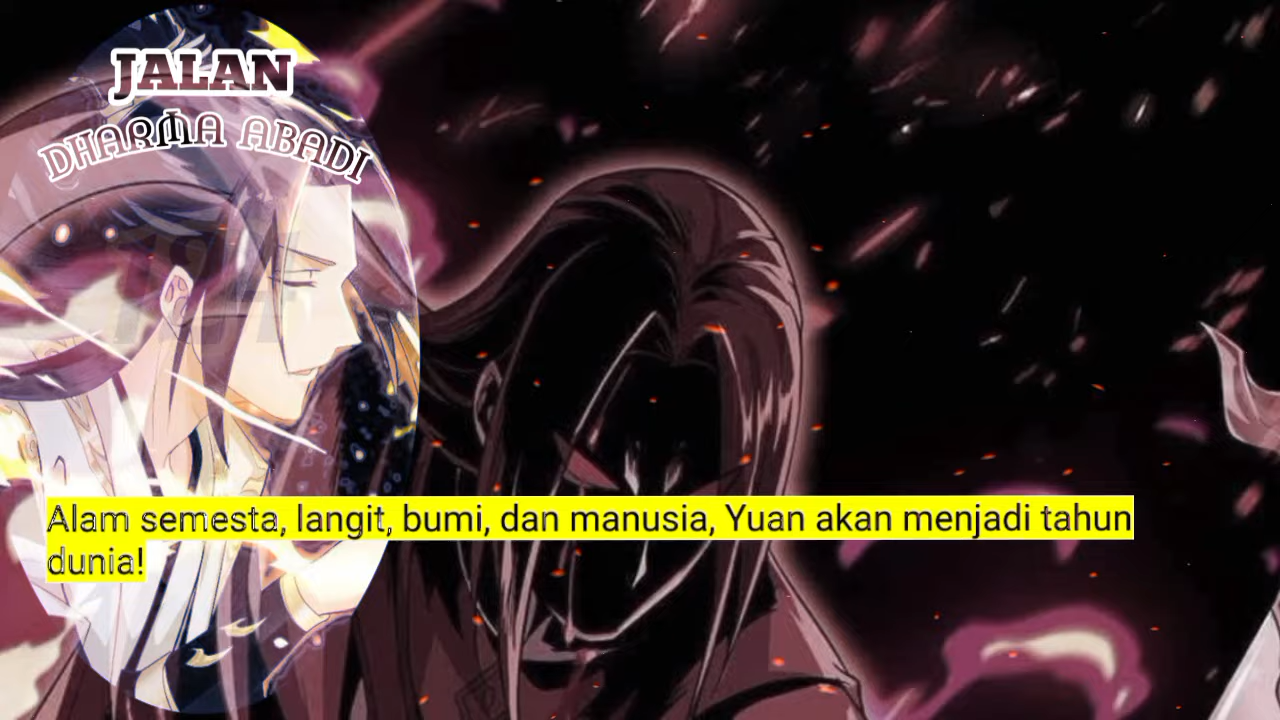 JALAN
DHARMA ABADI
Alam semesta, langit, bumi, dan manusia, Yuan akan menjadi tahun
dunia!